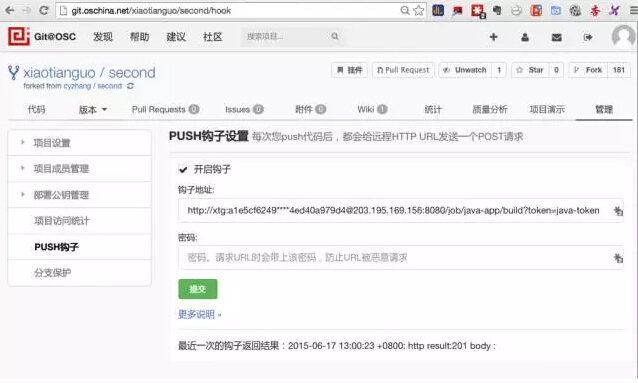 git.oschina.net/xiaotianguo/second/hook
Git@OSC 发现 帮助 建议 社区 搜索项目...
xiaotianguo / second 挂件 Pull Request Unwatch 1 Star 0 Fork 181
forked from cyzhang / second
代码 版本 Pull Requests 0 Issues 0 附件 0 Wiki 1 统计 质量分析 项目演示 管理
项目设置
项目成员管理
部署公钥管理
项目访问统计
PUSH钩子
分支保护
PUSH钩子设置 每次您push代码后，都会给远程HTTP URL发送一个POST请求
开启钩子
钩子地址:
http://xtg:a1e5cf6249****4ed40a979d4@203.195.169.156:8080/job/java-app/build?token=java-token
密码:
密码。请求URL时会带上该密码，防止URL被恶意请求
提交
更多说明 »
最近一次的钩子返回结果：2015-06-17 13:00:23 +0800: http result:201 body :